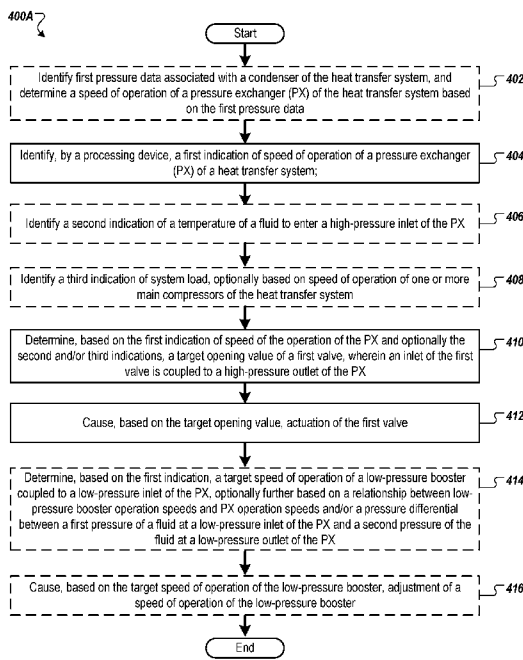 400A
Start
Identify first pressure data associated with a condenser of the heat transfer system, and
determine a speed of operation of a pressure exchanger (PX) of the heat transfer system based
on the first pressure data
402
Identify, by a processing device, a first indication of speed of operation of a pressure exchanger
(PX) of a heat transfer system;
404
Identify a second indication of a temperature of a fluid to enter a high-pressure inlet of the PX
406
Identify a third indication of system load, optionally based on speed of operation of one or more
main compressors of the heat transfer system
408
Determine, based on the first indication of speed of the operation of the PX and optionally the
second and/or third indications, a target opening value of a first valve, wherein an inlet of the first
valve is coupled to a high-pressure outlet of the PX
410
Cause, based on the target opening value, actuation of the first valve
412
Determine, based on the first indication, a target speed of operation of a low-pressure booster
coupled to a low-pressure inlet of the PX, optionally further based on a relationship between low-
pressure booster operation speeds and PX operation speeds and/or a pressure differential
between a first pressure of a fluid at a low-pressure inlet of the PX and a second pressure of the
fluid at a low-pressure outlet of the PX
414
Cause, based on the target speed of operation of the low-pressure booster, adjustment of a
speed of operation of the low-pressure booster
416
End